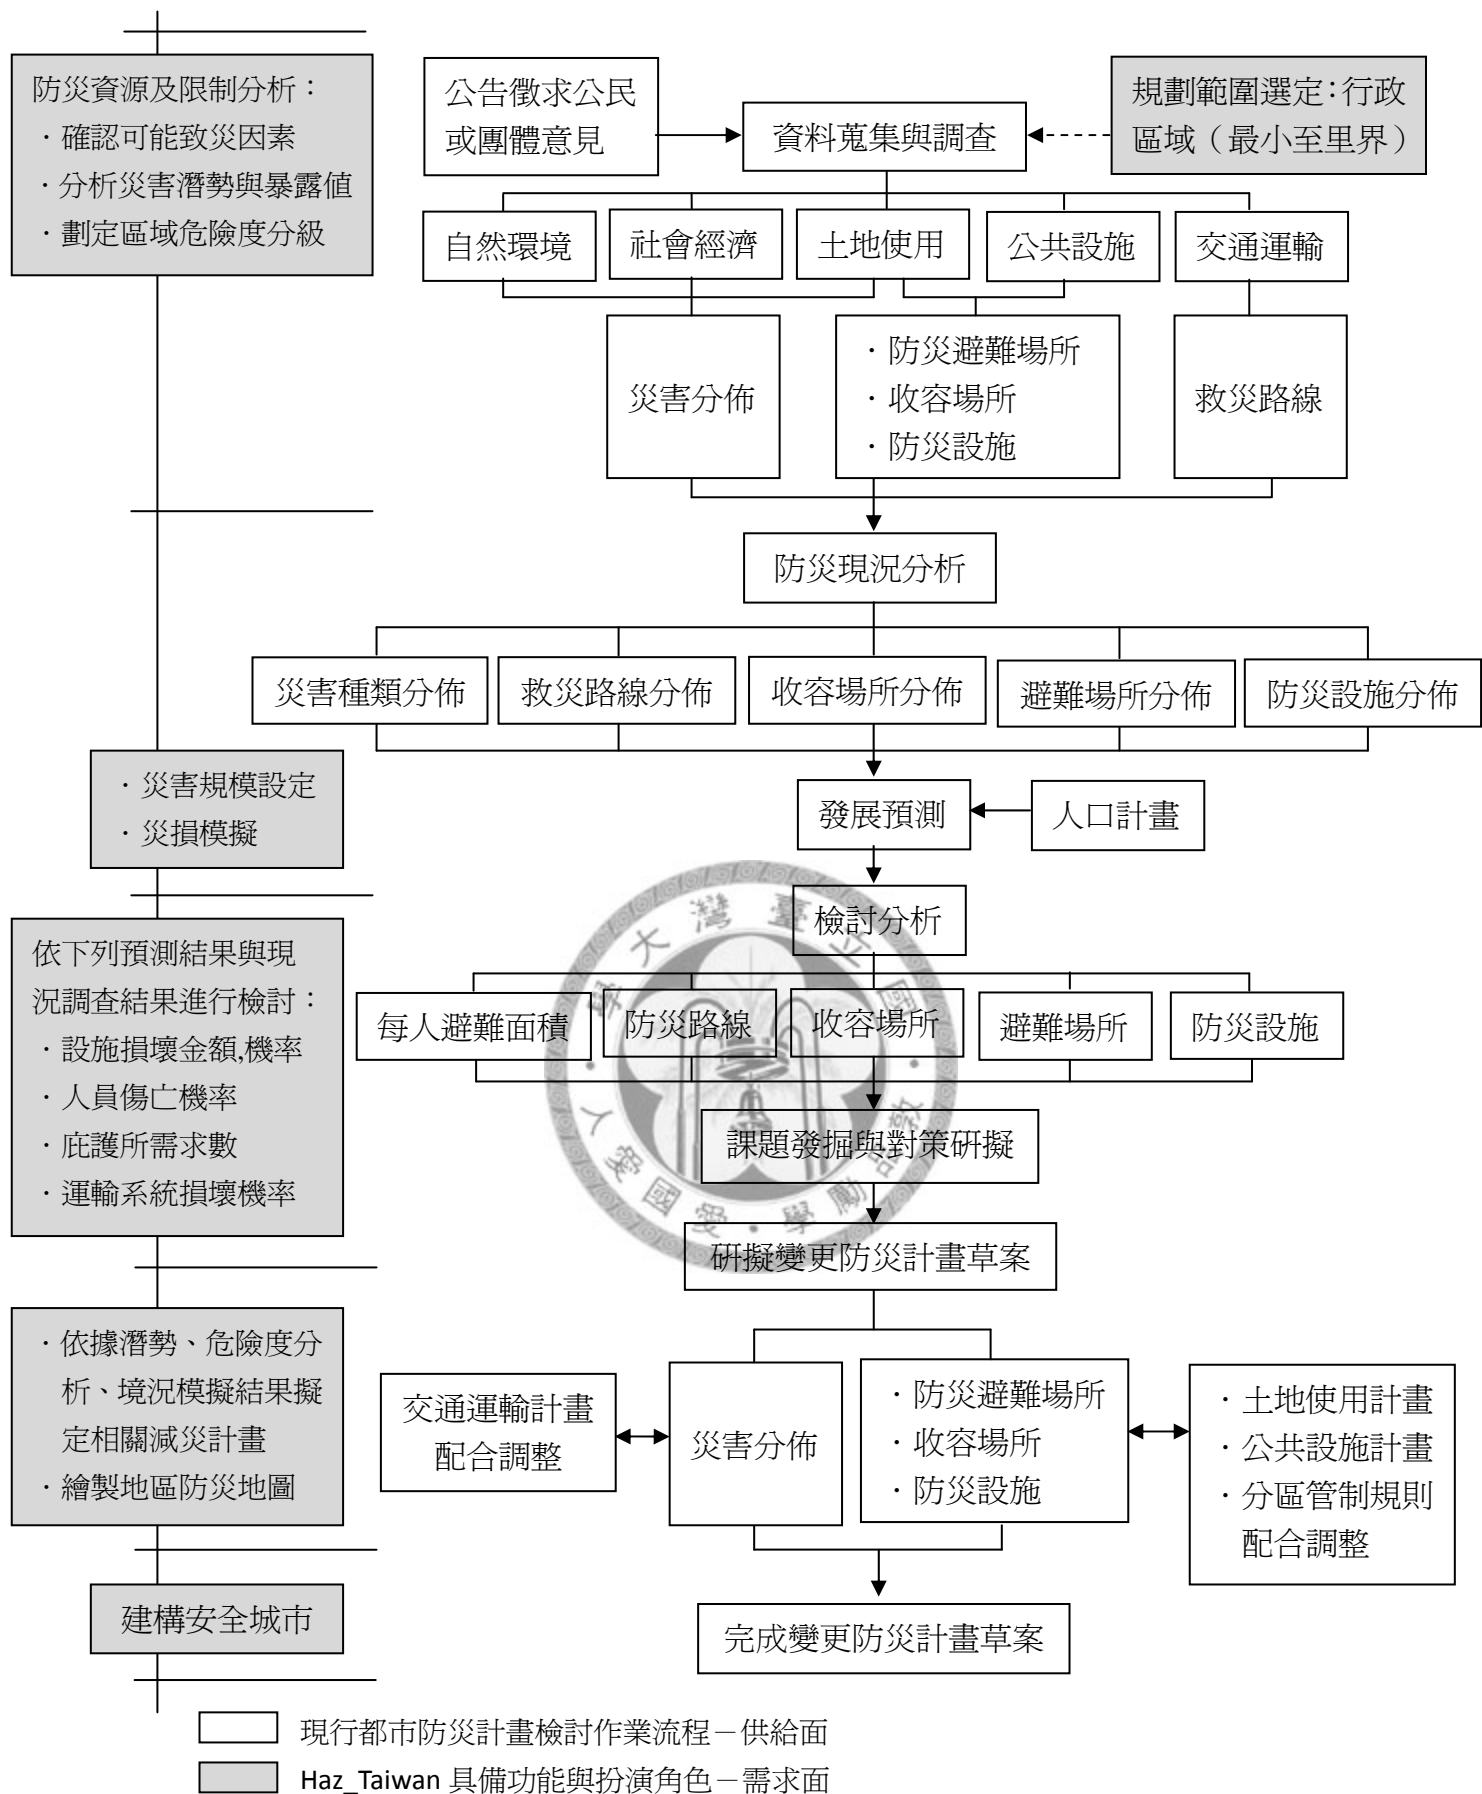 防災資源及限制分析：
．確認可能致災因素
．分析災害潛勢與暴露值
．劃定區域危險度分級
公告徵求公民
或團體意見
資料蒐集與調查
規劃範圍選定：行政
區域（最小至里界）
自然環境
社會經濟
土地使用
公共設施
交通運輸
災害分佈
．防災避難場所
．收容場所
．防災設施
救災路線
防災現況分析
災害種類分佈
救災路線分佈
收容場所分佈
避難場所分佈
防災設施分佈
．災害規模設定
．災損模擬
發展預測
人口計畫
檢討分析
依下列預測結果與現
況調查結果進行檢討：
．設施損壞金額,機率
．人員傷亡機率
．庇護所需求數
．運輸系統損壞機率
每人避難面積
防災路線
收容場所
避難場所
防災設施
課題發掘與對策研擬
研擬變更防災計畫草案
．依據潛勢、危險度分
析、境況模擬結果擬
定相關減災計畫
．繪製地區防災地圖
交通運輸計畫
配合調整
災害分佈
．防災避難場所
．收容場所
．防災設施
．土地使用計畫
．公共設施計畫
．分區管制規則
配合調整
建構安全城市
完成變更防災計畫草案
現行都市防災計畫檢討作業流程－供給面
Haz_Taiwan 具備功能與扮演角色－需求面